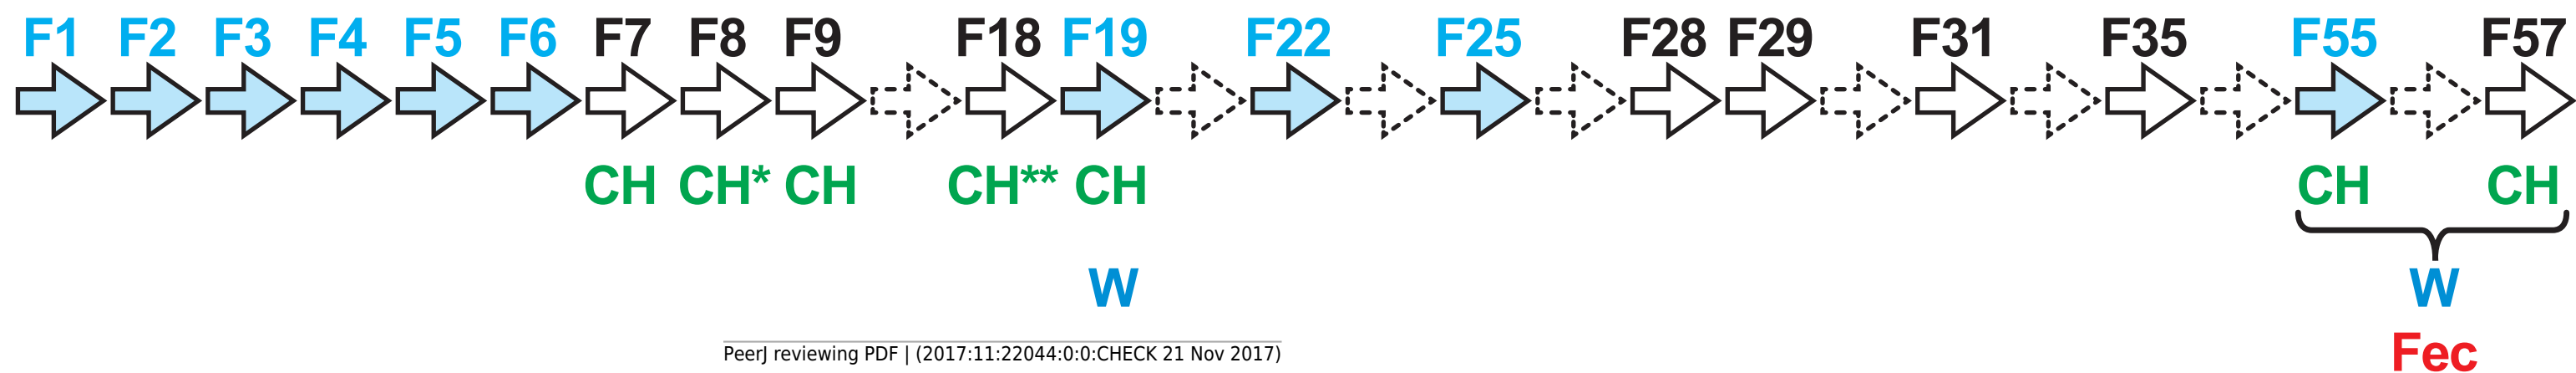 F1 F2 F3 F4 F5 F6 F7 F8 F9 F18 F19 F22 F25 F28 F29 F31 F35 F55 F57
CH CH* CH CH** CH CH CH
W W
PeerJ reviewing PDF | (2017:11:22044:0:0:CHECK 21 Nov 2017)
Fec